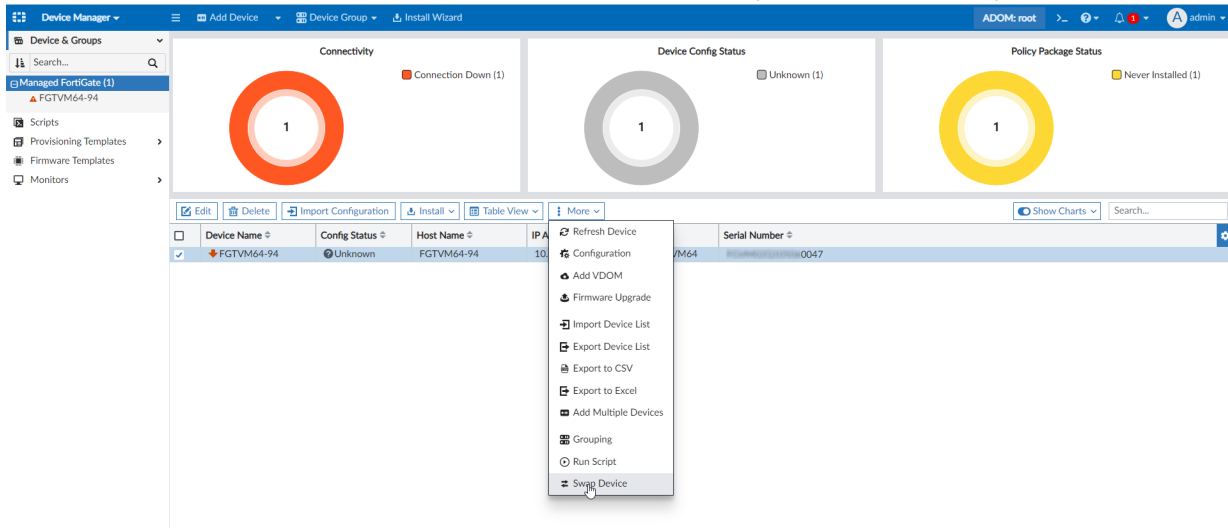 Device Manager
Add Device
Device Group
Install Wizard
ADOM: root
>_
?
1
A
admin
Device & Groups
Search...
Managed FortiGate (1)
FGTVM64-94
Scripts
Provisioning Templates
Firmware Templates
Monitors
Connectivity
Connection Down (1)
1
Device Config Status
Unknown (1)
1
Policy Package Status
Never Installed (1)
1
Edit
Delete
Import Configuration
Install
Table View
More
Show Charts
Search...
Device Name
Config Status
Host Name
IP A
Serial Number
FGTVM64-94
Unknown
FGTVM64-94
10.
/M64
0047
Refresh Device
Configuration
Add VDOM
Firmware Upgrade
Import Device List
Export Device List
Export to CSV
Export to Excel
Add Multiple Devices
Grouping
Run Script
Swap Device